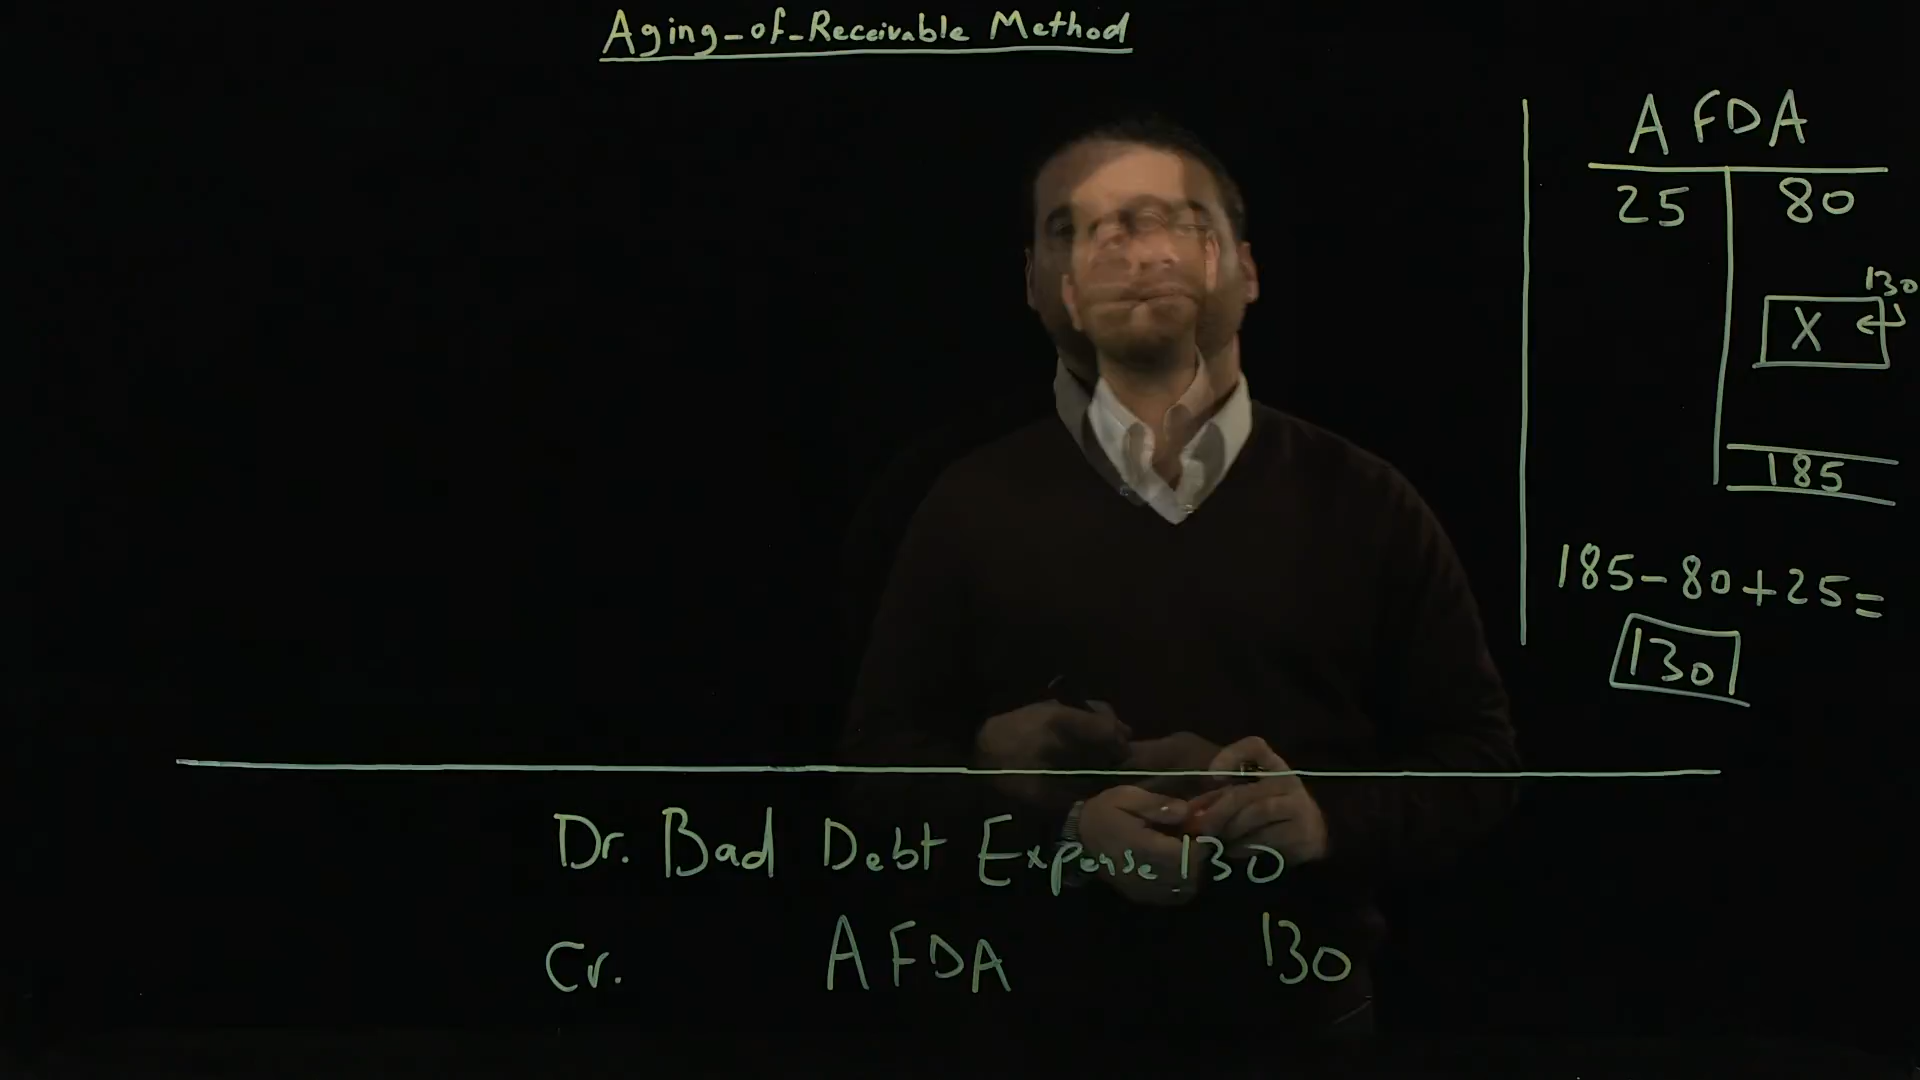 Aging-of-Receivable Method
AFDA
25 80
130
X
185
185-80+25=
130
Dr. Bad Debt Expense 130
Cr. AFDA 130